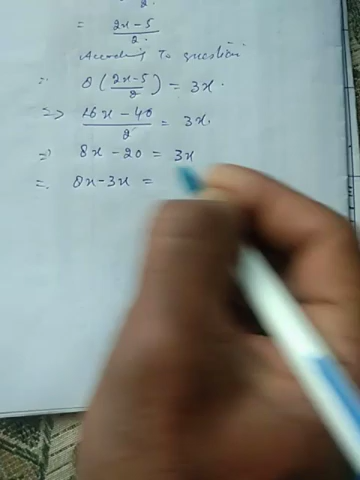 2.
= 2x-5 / 2.
According To question
∴ 8 ( 2x-5 / 2 ) = 3x.
=> 16x - 40 / 2 = 3x.
⇒ 8x - 20 = 3x
=. 8x-3x =